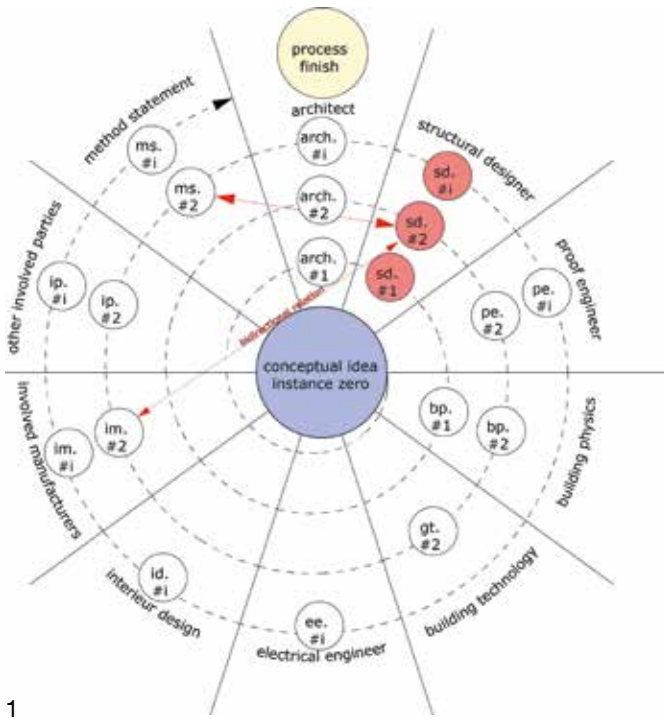 process
finish
architect
method statement
structural designer
arch.
#i
ms.
#i
sd.
#i
ms.
#2
arch.
#2
sd.
#2
proof engineer
other involved parties
arch.
#1
sd.
#1
ip.
#i
ip.
#2
pe.
#2
pe.
#i
bidirectional relation
conceptual idea
instance zero
involved manufacturers
im.
#i
im.
#2
bp.
#1
bp.
#2
building physics
gt.
#2
building technology
id.
#i
interieur design
ee.
#i
electrical engineer
1